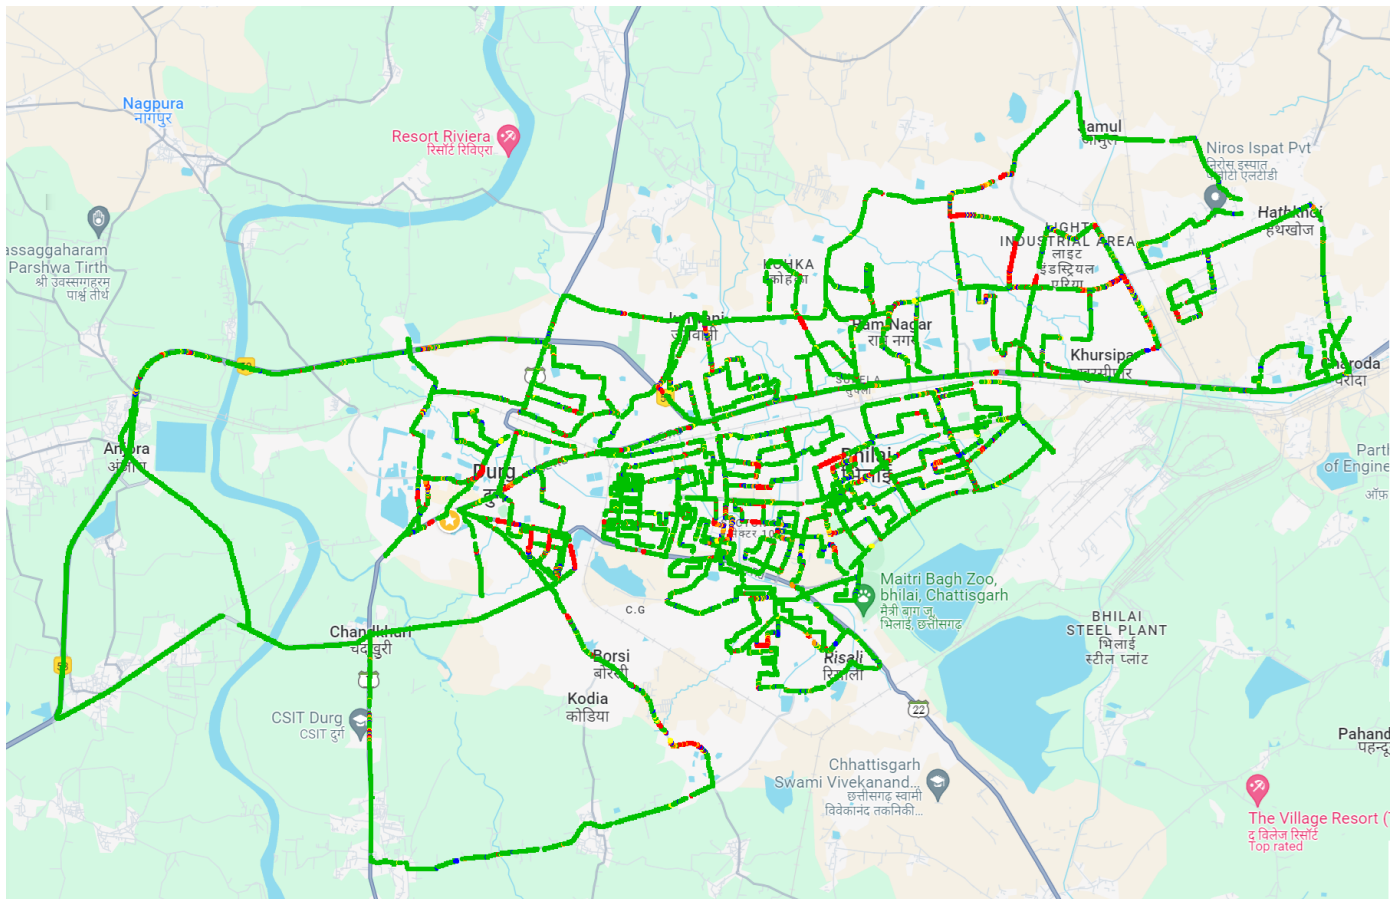 Nagpura
नागपुर
Resort Riviera
रिसॉर्ट रिविएरा
Jamul
Niros Ispat Pvt
निरोस इस्पात
Hathkhoj
हथखोज
LIGHT
INDUSTRIAL AREA
लाइट
इंडस्ट्रियल
एरिया
assaggaharam
Parshwa Tirth
श्री उवस्सग्गहरम
पार्श्व तीर्थ
KOHKA
कोहका
Ram Nagar
राम नगर
Khursipa
Charoda
चरोदा
Anjora
अंजोरा
Durg
Bhilai
भिलाई
Parth
of Engine
ऑफ़
Maitri Bagh Zoo,
bhilai, Chattisgarh
मैत्री बाग जू,
भिलाई, छत्तीसगढ़
C.G
BHILAI
STEEL PLANT
भिलाई
स्टील प्लांट
Chandkhuri
चंदखुरी
53
Borsi
बोरसी
Risali
रिसाली
Kodia
कोडिया
22
CSIT Durg
CSIT दुर्ग
Pahand
पहन्दू
Chhattisgarh
Swami Vivekanand...
छत्तीसगढ़ स्वामी
विवेकानंद तकनिकी...
The Village Resort (T
द विलेज रिसॉर्ट
Top rated